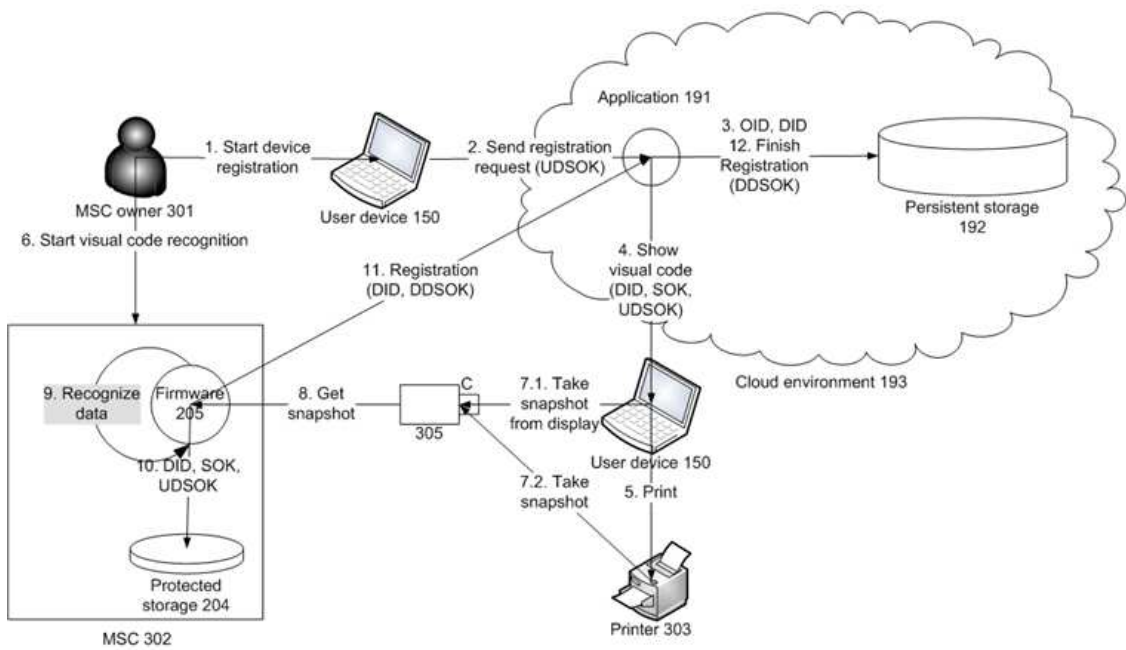 Application 191
1. Start device
registration
2. Send registration
request (UDSOK)
3. OID, DID
12. Finish
Registration
(DDSOK)
MSC owner 301
User device 150
Persistent storage
192
6. Start visual code recognition
11. Registration
(DID, DDSOK)
4. Show
visual code
(DID, SOK,
UDSOK)
Cloud environment 193
9. Recognize
data
Firmware
205
8. Get
snapshot
C
305
7.1. Take
snapshot
from display
User device 150
10. DID, SOK,
UDSOK
7.2. Take
snapshot
5. Print
Protected
storage 204
Printer 303
MSC 302